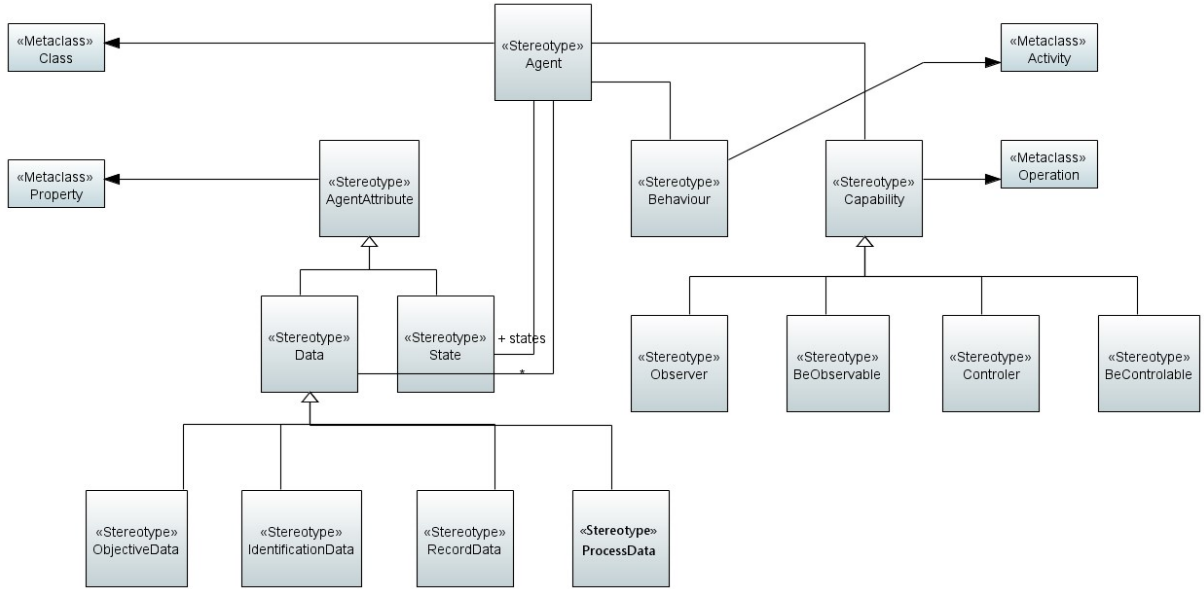 «Metaclass»
Class
«Stereotype»
Agent
«Metaclass»
Activity
«Metaclass»
Property
«Stereotype»
AgentAttribute
«Stereotype»
Behaviour
«Stereotype»
Capability
«Metaclass»
Operation
«Stereotype»
Data
«Stereotype»
State
+ states
*
«Stereotype»
Observer
«Stereotype»
BeObservable
«Stereotype»
Controler
«Stereotype»
BeControlable
«Stereotype»
ObjectiveData
«Stereotype»
IdentificationData
«Stereotype»
RecordData
«Stereotype»
ProcessData